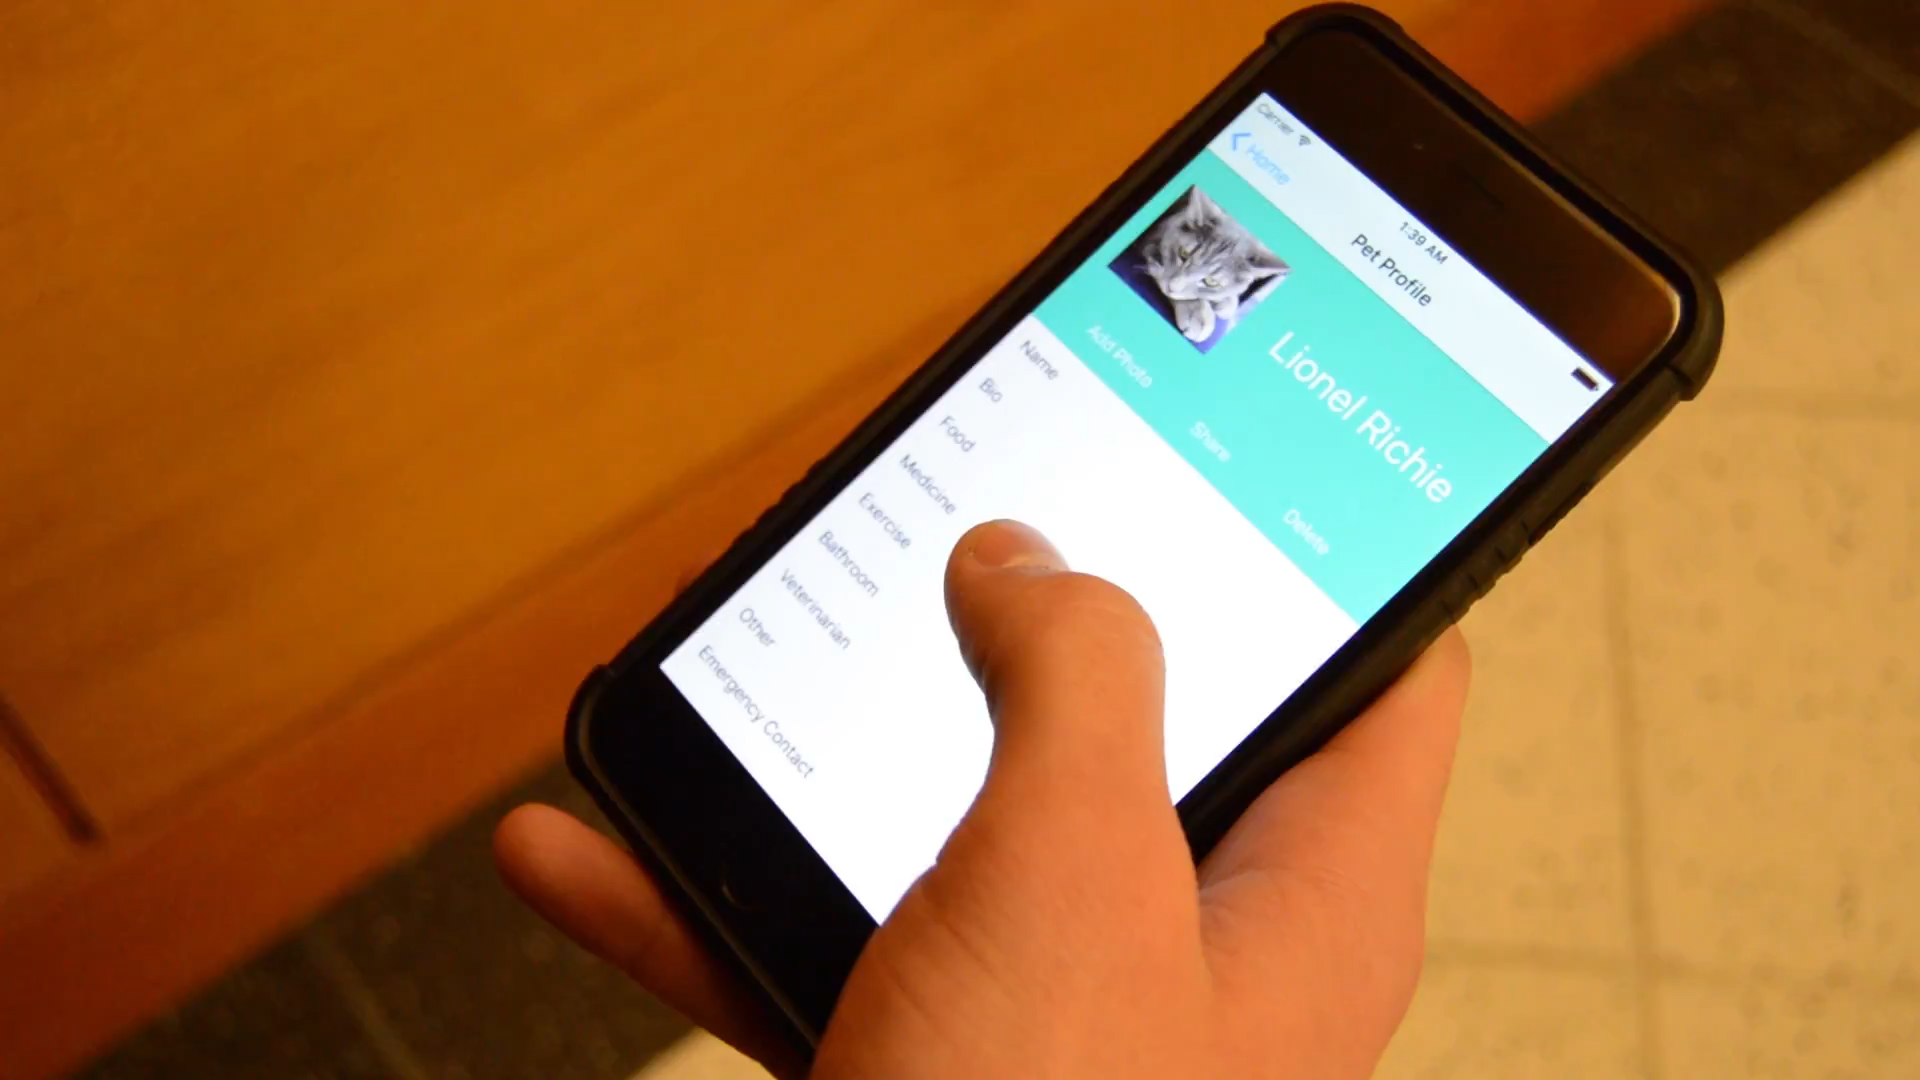 Carrier
1:39 AM
Home
Pet Profile
Lionel Richie
Add Photo
Share
Delete
Name
Bio
Food
Medicine
Exercise
Bathroom
Veterinarian
Other
Emergency Contact